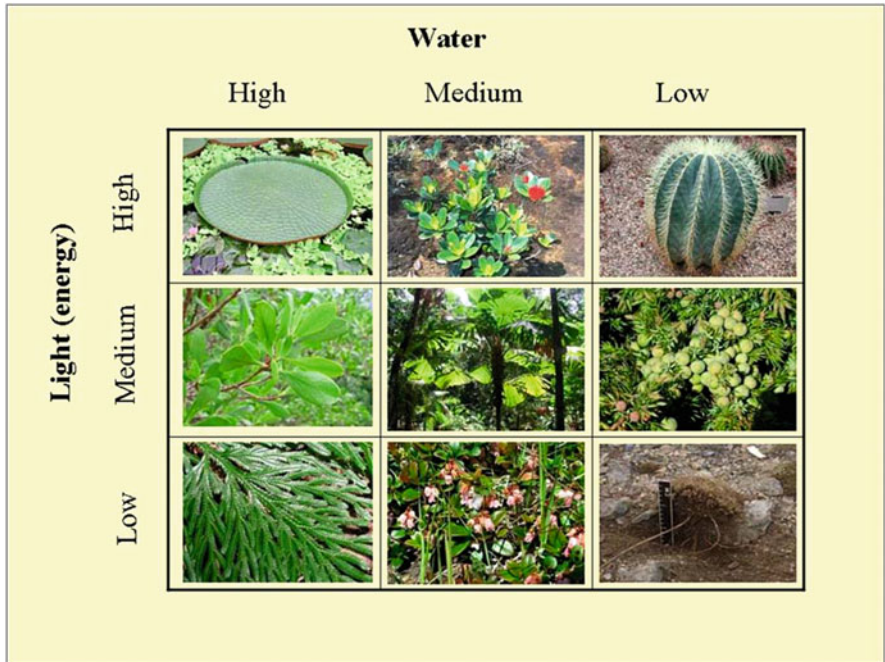 Water
High Medium Low
Light (energy)
High
Medium
Low